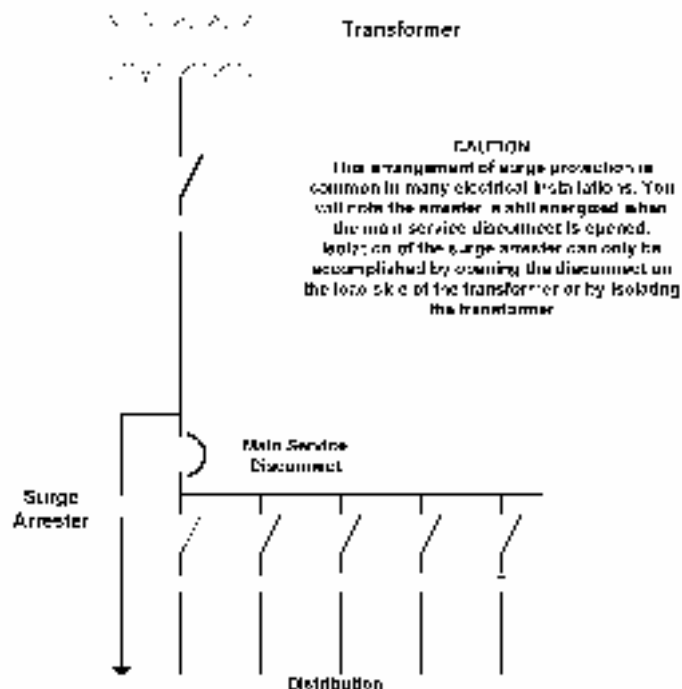 Transformer
CAUTION
This arrangement of surge protection is
common in many electrical installations. You
will note the arrester is still energized when
the main service disconnect is opened.
Isolation of the surge arrester can only be
accomplished by opening the disconnect on
the load side of the transformer or by isolating
the transformer
Main Service
Disconnect
Surge
Arrester
Distribution